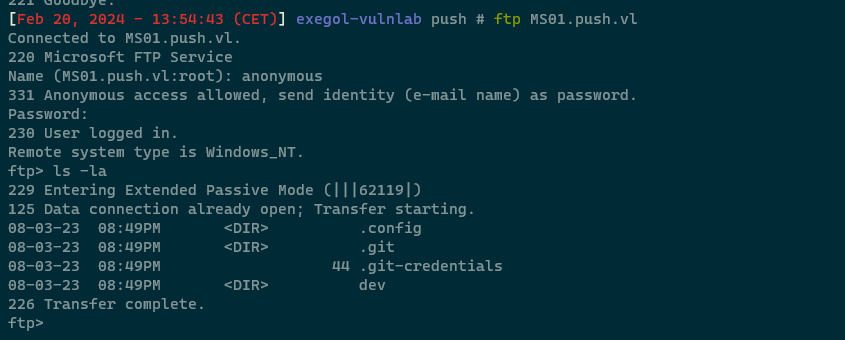 221 Goodbye.
[Feb 20, 2024 - 13:54:43 (CET)] exegol-vulnlab push # ftp MS01.push.vl
Connected to MS01.push.vl.
220 Microsoft FTP Service
Name (MS01.push.vl:root): anonymous
331 Anonymous access allowed, send identity (e-mail name) as password.
Password:
230 User logged in.
Remote system type is Windows_NT.
ftp> ls -la
229 Entering Extended Passive Mode (|||62119|)
125 Data connection already open; Transfer starting.
08-03-23  08:49PM       <DIR>          .config
08-03-23  08:49PM       <DIR>          .git
08-03-23  08:49PM                   44 .git-credentials
08-03-23  08:49PM       <DIR>          dev
226 Transfer complete.
ftp>